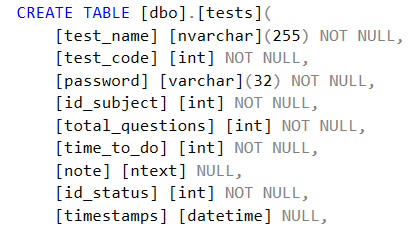 CREATE TABLE [dbo].[tests](
[test_name] [nvarchar](255) NOT NULL,
[test_code] [int] NOT NULL,
[password] [varchar](32) NOT NULL,
[id_subject] [int] NOT NULL,
[total_questions] [int] NOT NULL,
[time_to_do] [int] NOT NULL,
[note] [ntext] NULL,
[id_status] [int] NOT NULL,
[timestamps] [datetime] NULL,